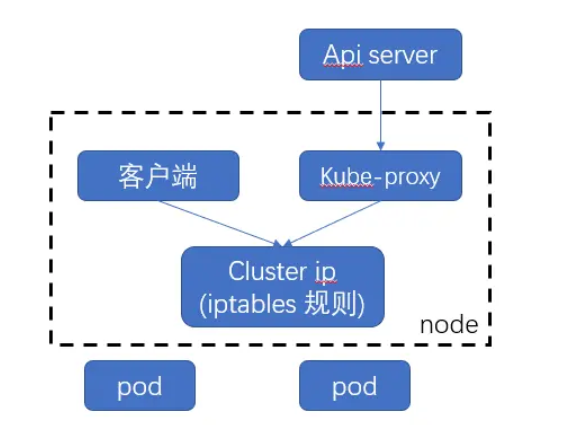 Api server
客户端
Kube-proxy
Cluster ip
(iptables 规则)
node
pod
pod